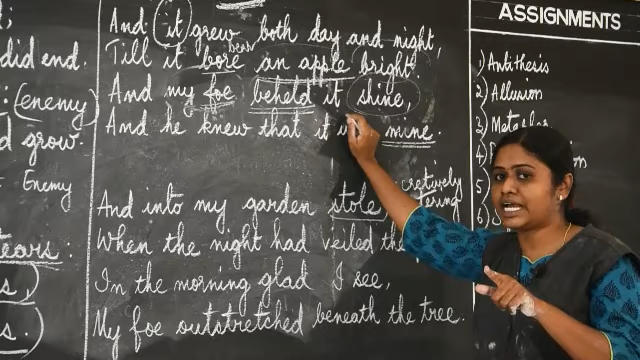 did end.
(enemy)
grow.
Enemy
tears:
s,)
s.)
And it grew both day and night,
bear
Till it bore an apple bright.
And my foe beheld it shine,
And he knew that it mine.
cretively
And into my garden stole, tering
When the night had veiled the
In the morning glad I see,
My foe outstretched beneath the tree.
ASSIGNMENTS
1) Antithesis
2) Allusion
3) Metaphor
4)
5)
6)